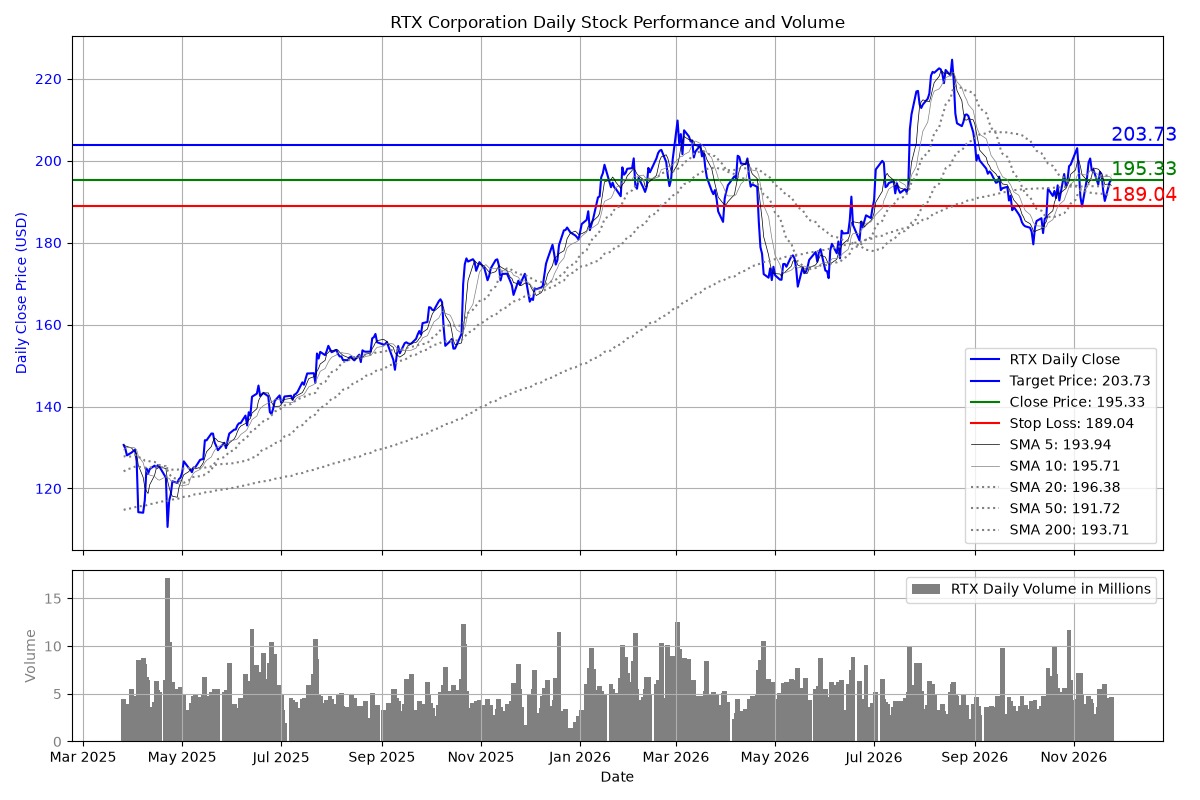 RTX Corporation Daily Stock Performance and Volume
Daily Close Price (USD)
220
200
180
160
140
120
203.73
195.33
189.04
RTX Daily Close
Target Price: 203.73
Close Price: 195.33
Stop Loss: 189.04
SMA 5: 193.94
SMA 10: 195.71
SMA 20: 196.38
SMA 50: 191.72
SMA 200: 193.71
Volume
15
10
5
0
RTX Daily Volume in Millions
Mar 2025 May 2025 Jul 2025 Sep 2025 Nov 2025 Jan 2026 Mar 2026 May 2026 Jul 2026 Sep 2026 Nov 2026
Date